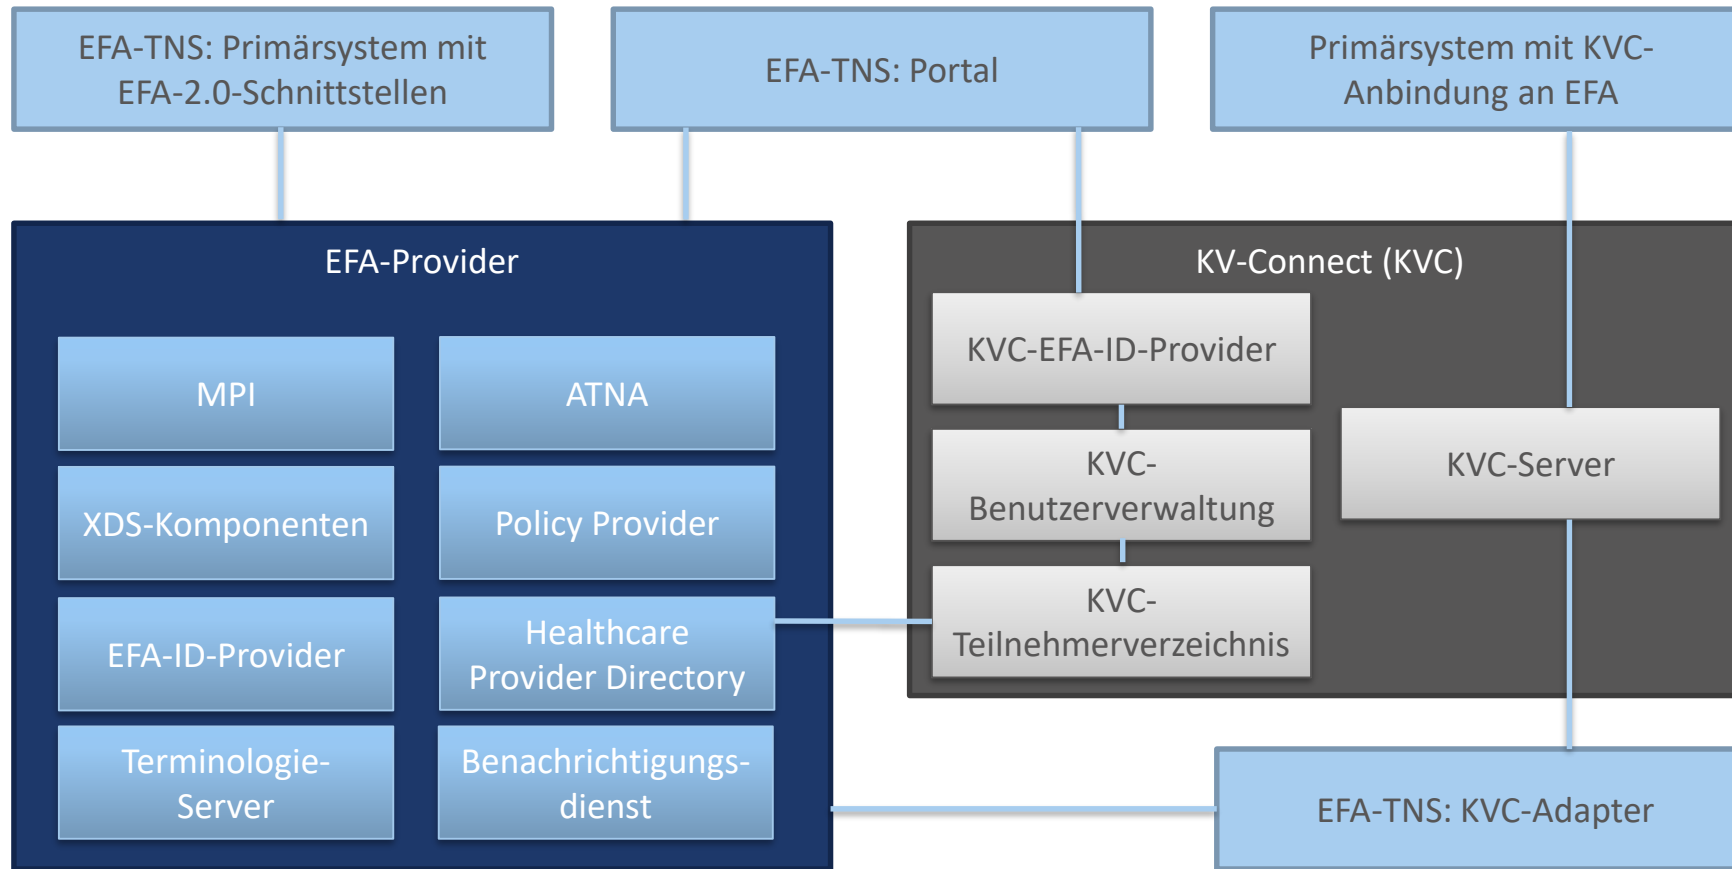 EFA-TNS: Primärsystem mit
EFA-2.0-Schnittstellen
EFA-TNS: Portal
Primärsystem mit KVC-
Anbindung an EFA
EFA-Provider
MPI
ATNA
XDS-Komponenten
Policy Provider
EFA-ID-Provider
Healthcare
Provider Directory
Terminologie-
Server
Benachrichtigungs-
dienst
KV-Connect (KVC)
KVC-EFA-ID-Provider
KVC-
Benutzerverwaltung
KVC-
Teilnehmerverzeichnis
KVC-Server
EFA-TNS: KVC-Adapter